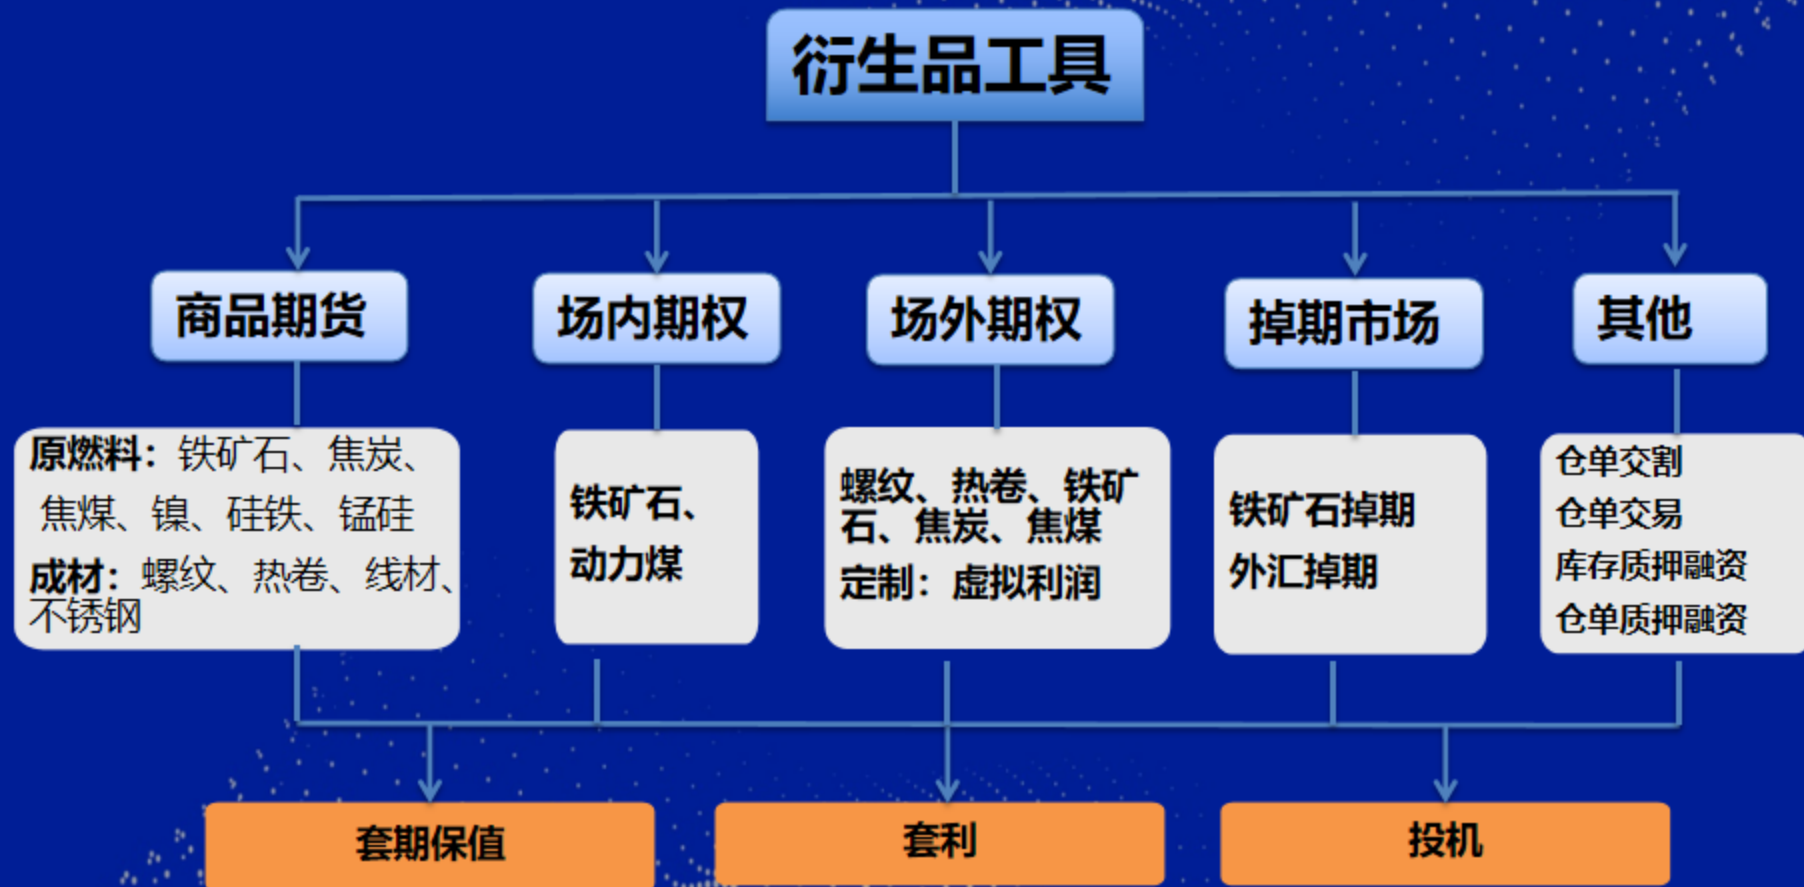 衍生品工具
商品期货
场内期权
场外期权
掉期市场
其他
原燃料：铁矿石、焦炭、
焦煤、镍、硅铁、锰硅
成材：螺纹、热卷、线材、
不锈钢
铁矿石、
动力煤
螺纹、热卷、铁矿
石、焦炭、焦煤
定制：虚拟利润
铁矿石掉期
外汇掉期
仓单交割
仓单交易
库存质押融资
仓单质押融资
套期保值
套利
投机